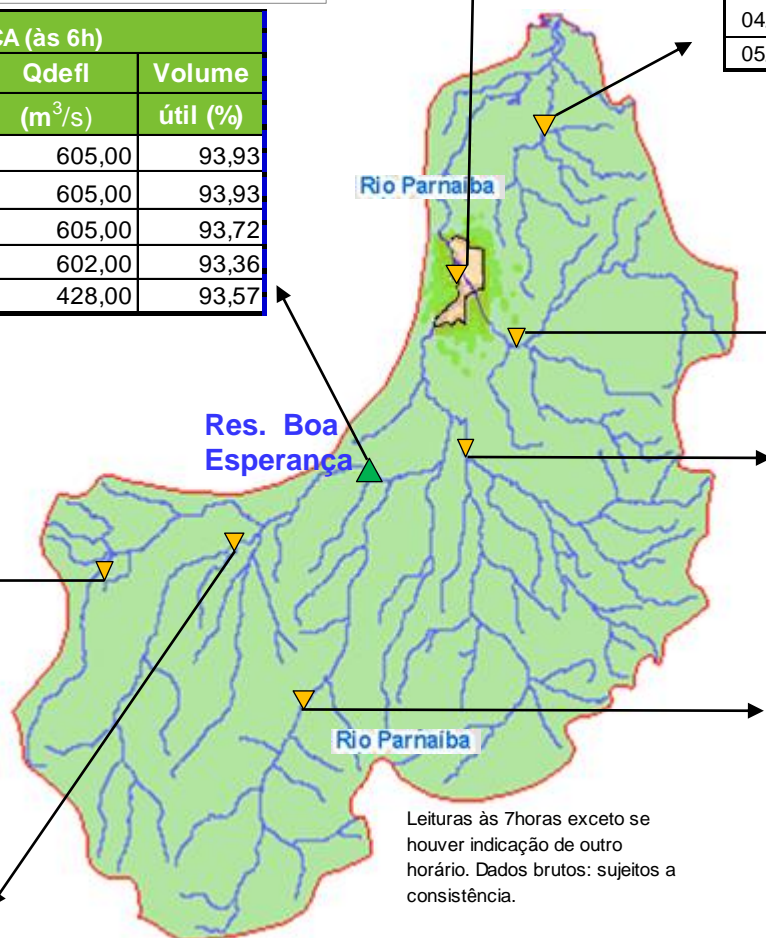 04
05
CA (às 6h)
Qdefl Volume
(m³/s) útil (%)
605,00 93,93
605,00 93,93
605,00 93,72
602,00 93,36
428,00 93,57
Rio Parnaíba
Res. Boa
Esperança
Rio Parnaíba
Leituras às 7horas exceto se
houver indicação de outro
horário. Dados brutos: sujeitos a
consistência.